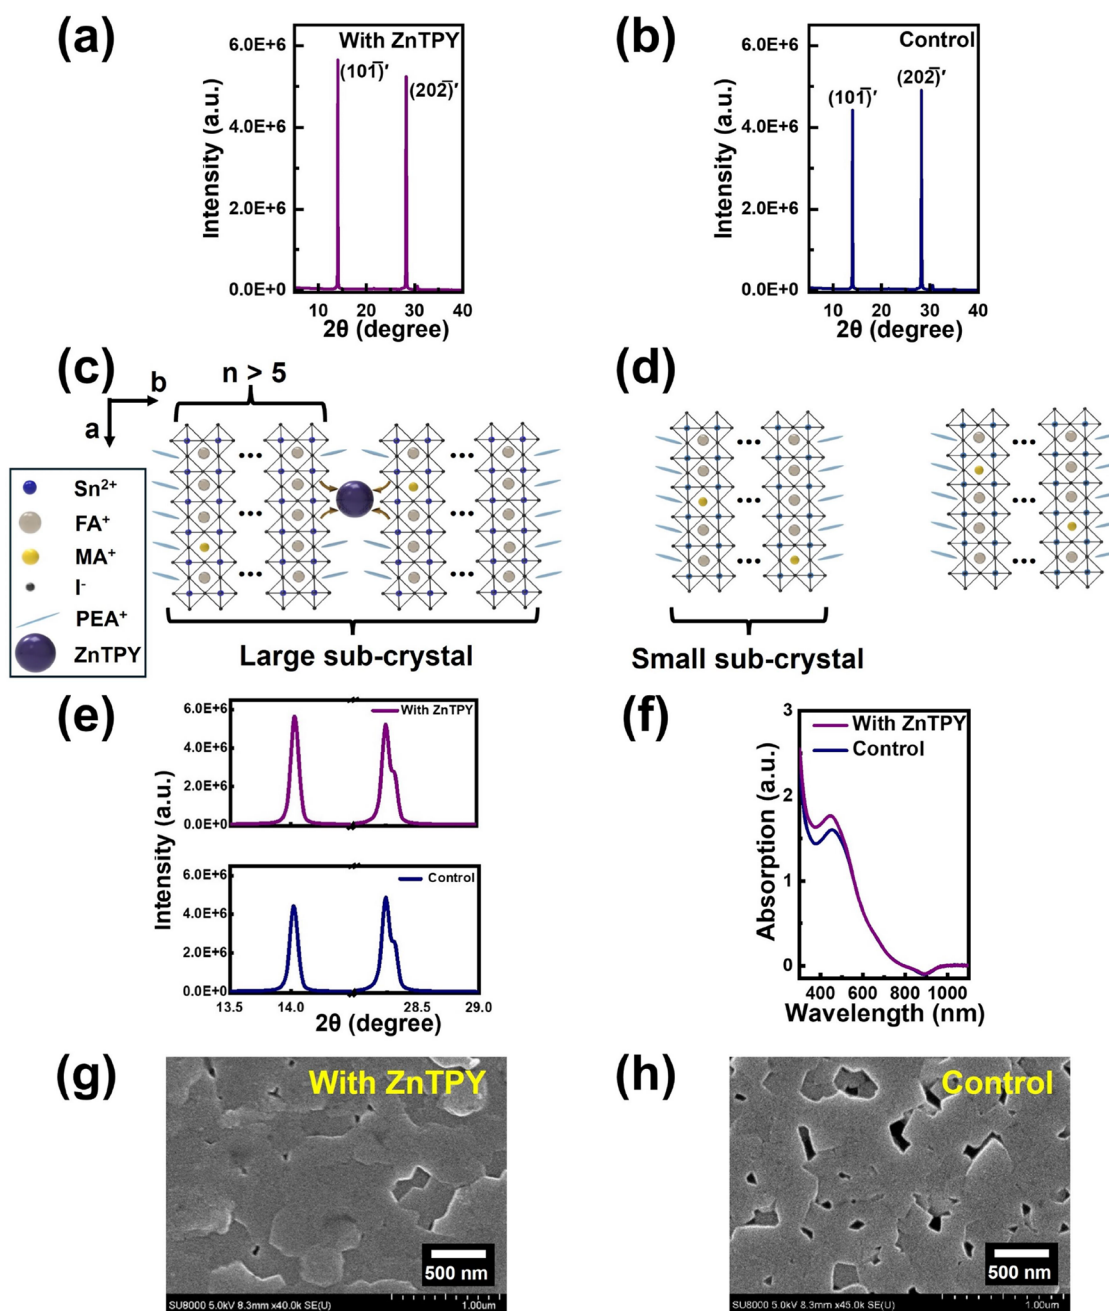 (a)
With ZnTPY
6.0E+6
4.0E+6
2.0E+6
0.0E+0
Intensity (a.u.)
(101̅)′
(202̅)′
10 20 30 40
2θ (degree)
(b)
Control
6.0E+6
4.0E+6
2.0E+6
0.0E+0
Intensity (a.u.)
(101̅)′
(202̅)′
10 20 30 40
2θ (degree)
(c)
b
a
n > 5
Sn²⁺
FA⁺
MA⁺
I⁻
PEA⁺
ZnTPY
Large sub-crystal
(d)
Small sub-crystal
(e)
With ZnTPY
6.0E+6
4.0E+6
2.0E+6
0.0E+0
Intensity (a.u.)
Control
6.0E+6
4.0E+6
2.0E+6
0.0E+0
13.5 14.0 28.5 29.0
2θ (degree)
(f)
With ZnTPY
Control
3
2
1
0
Absorption (a.u.)
400 600 800 1000
Wavelength (nm)
(g)
With ZnTPY
500 nm
SU8000 5.0kV 8.3mm x40.0k SE(U) 1.00um
(h)
Control
500 nm
SU8000 5.0kV 8.3mm x45.0k SE(U) 1.00um